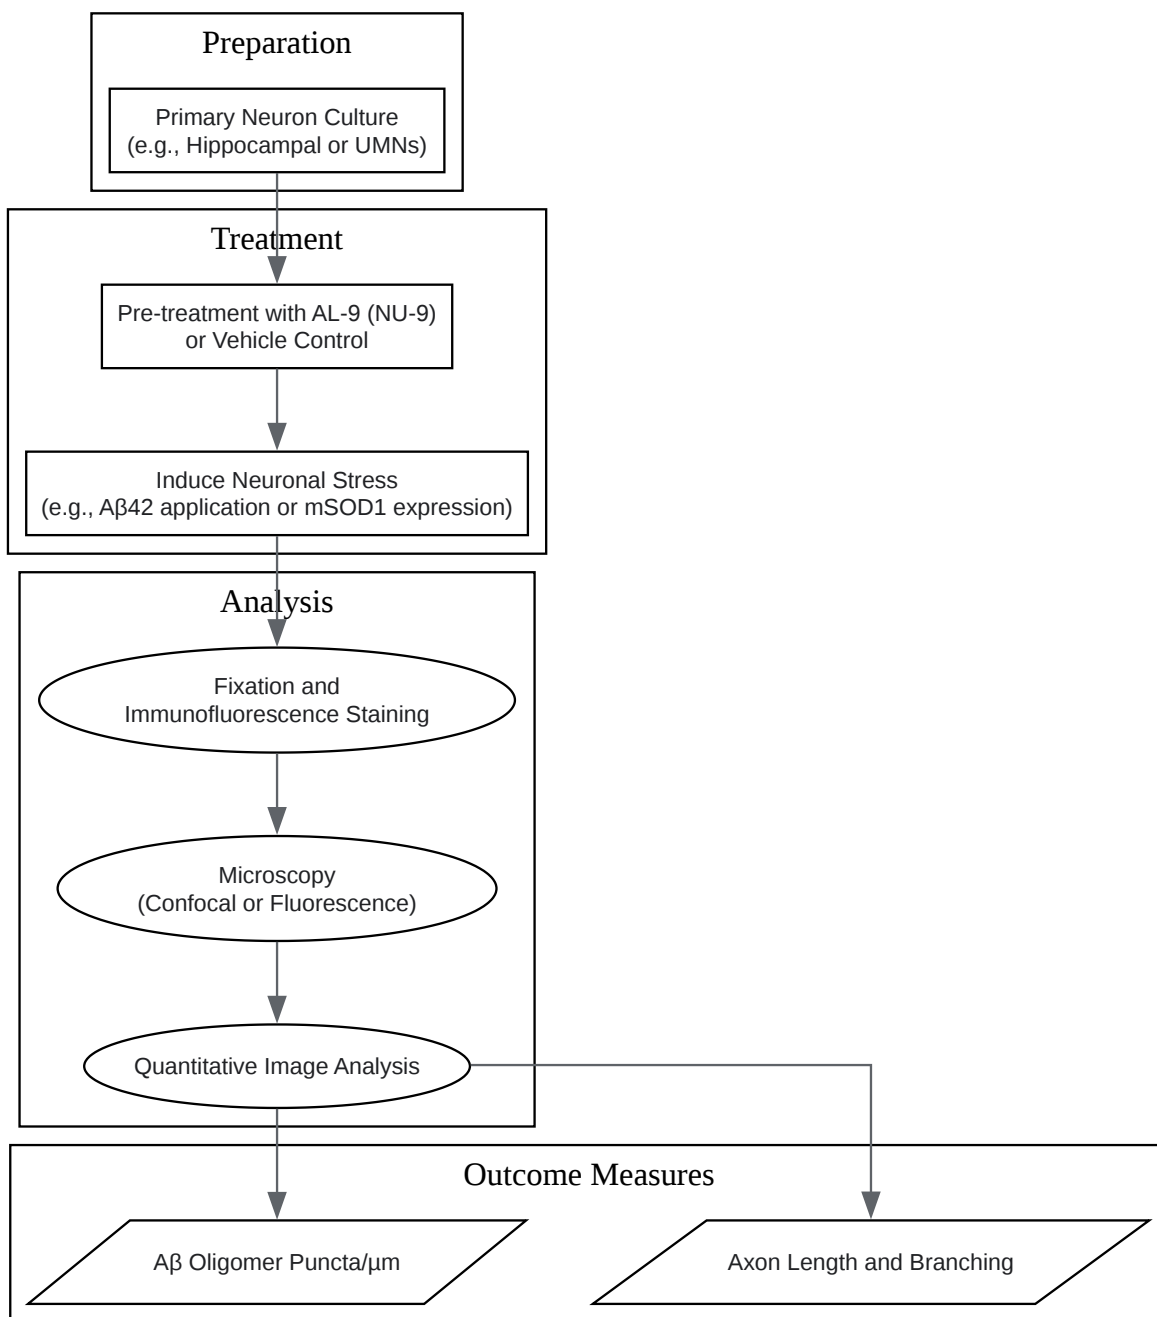 Preparation
Primary Neuron Culture
(e.g., Hippocampal or UMNs)
Treatment
Pre-treatment with AL-9 (NU-9)
or Vehicle Control
Induce Neuronal Stress
(e.g., Aβ42 application or mSOD1 expression)
Analysis
Fixation and
Immunofluorescence Staining
Microscopy
(Confocal or Fluorescence)
Quantitative Image Analysis
Outcome Measures
Aβ Oligomer Puncta/µm
Axon Length and Branching